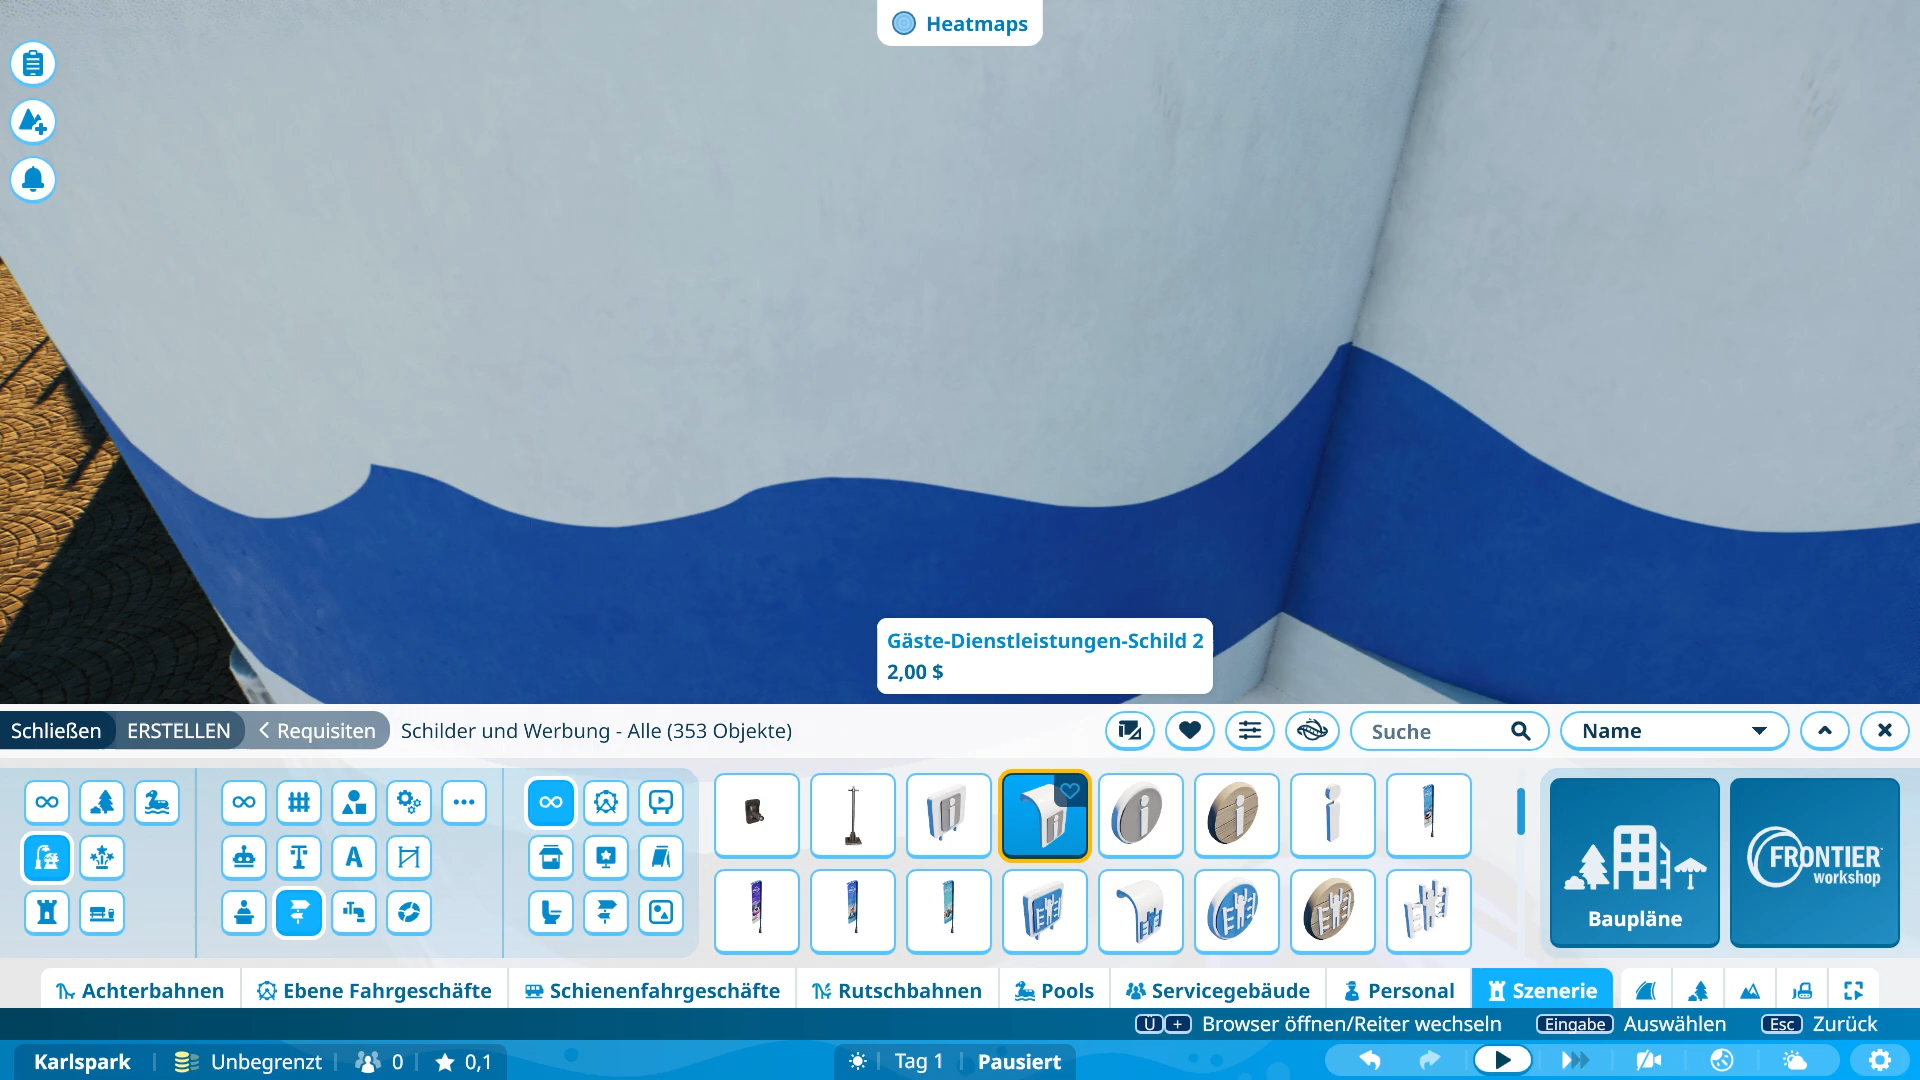 Heatmaps
Gäste-Dienstleistungen-Schild 2
2,00 $
Schließen ERSTELLEN Requisiten Schilder und Werbung - Alle (353 Objekte) Suche Name
Baupläne
FRONTIER
workshop
Achterbahnen Ebene Fahrgeschäfte Schienenfahrgeschäfte Rutschbahnen Pools Servicegebäude Personal Szenerie
Ü + Browser öffnen/Reiter wechseln Eingabe Auswählen Esc Zurück
Karlspark Unbegrenzt 0 0,1 Tag 1 Pausiert